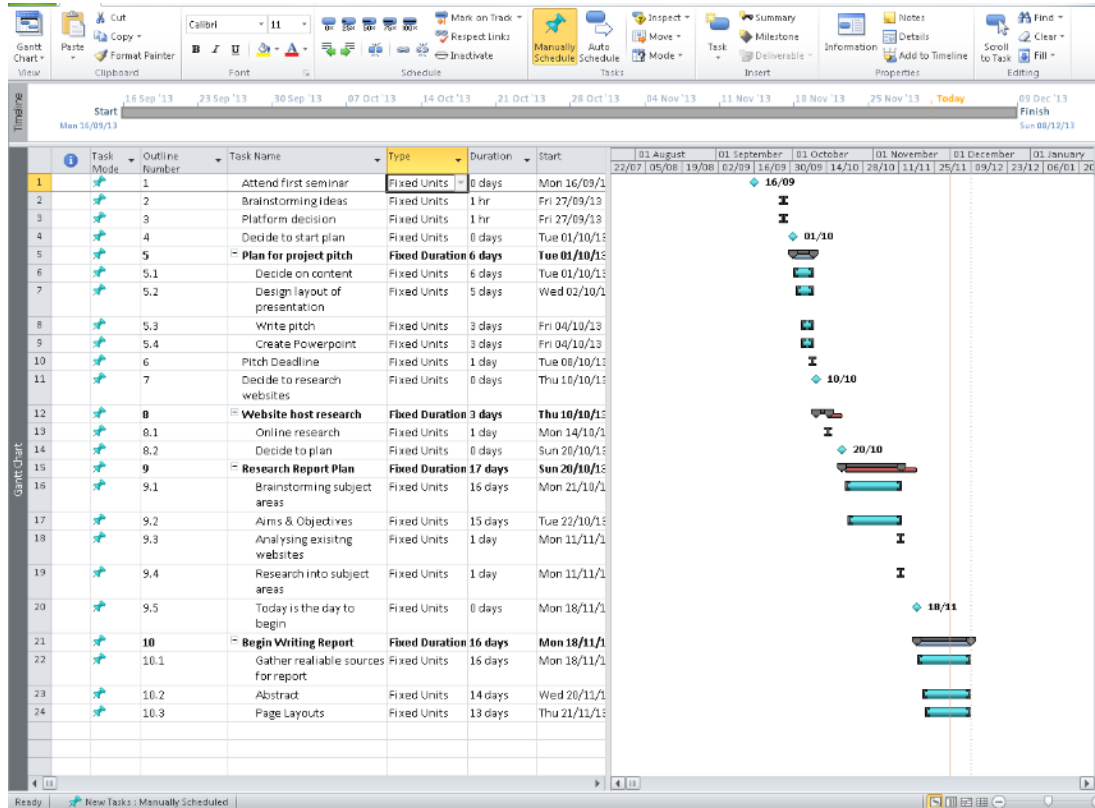 Cut
Copy
Format Painter
Gantt Chart
Paste
View
Clipboard
Calibri 11
B I U A
Font
0% 25% 50% 75% 100%
Mark on Track
Respect Links
Inactivate
Schedule
Manually Schedule
Auto Schedule
Inspect
Move
Mode
Tasks
Task
Summary
Milestone
Deliverable
Insert
Information
Notes
Details
Add to Timeline
Properties
Scroll to Task
Find
Clear
Fill
Editing
Timeline
16 Sep '13 23 Sep '13 30 Sep '13 07 Oct '13 14 Oct '13 21 Oct '13 28 Oct '13 04 Nov '13 11 Nov '13 18 Nov '13 25 Nov '13 Today 09 Dec '13
Start Finish
Mon 16/09/13 Sun 08/12/13
Task Mode Outline Number Task Name Type Duration Start
01 August 01 September 01 October 01 November 01 December 01 January
22/07 05/08 19/08 02/09 16/09 30/09 14/10 28/10 11/11 25/11 09/12 23/12 06/01 20
1 1 Attend first seminar Fixed Units 0 days Mon 16/09/1 16/09
2 2 Brainstorming ideas Fixed Units 1 hr Fri 27/09/13
3 3 Platform decision Fixed Units 1 hr Fri 27/09/13
4 4 Decide to start plan Fixed Units 0 days Tue 01/10/13 01/10
5 5 Plan for project pitch Fixed Duration 6 days Tue 01/10/13
6 5.1 Decide on content Fixed Units 6 days Tue 01/10/13
7 5.2 Design layout of Fixed Units 5 days Wed 02/10/1
presentation
8 5.3 Write pitch Fixed Units 3 days Fri 04/10/13
9 5.4 Create Powerpoint Fixed Units 3 days Fri 04/10/13
10 6 Pitch Deadline Fixed Units 1 day Tue 08/10/13
11 7 Decide to research Fixed Units 0 days Thu 10/10/13 10/10
websites
12 8 Website host research Fixed Duration 3 days Thu 10/10/13
13 8.1 Online research Fixed Units 1 day Mon 14/10/1
14 8.2 Decide to plan Fixed Units 0 days Sun 20/10/13 20/10
15 9 Research Report Plan Fixed Duration 17 days Sun 20/10/13
16 9.1 Brainstorming subject Fixed Units 16 days Mon 21/10/1
areas
17 9.2 Aims & Objectives Fixed Units 15 days Tue 22/10/13
18 9.3 Analysing exisitng Fixed Units 1 day Mon 11/11/1
websites
19 9.4 Research into subject Fixed Units 1 day Mon 11/11/1
areas
20 9.5 Today is the day to Fixed Units 0 days Mon 18/11/1 18/11
begin
21 10 Begin Writing Report Fixed Duration 16 days Mon 18/11/1
22 10.1 Gather realiable sources Fixed Units 16 days Mon 18/11/1
for report
23 10.2 Abstract Fixed Units 14 days Wed 20/11/1
24 10.3 Page Layouts Fixed Units 13 days Thu 21/11/13
Gantt Chart
Ready New Tasks : Manually Scheduled